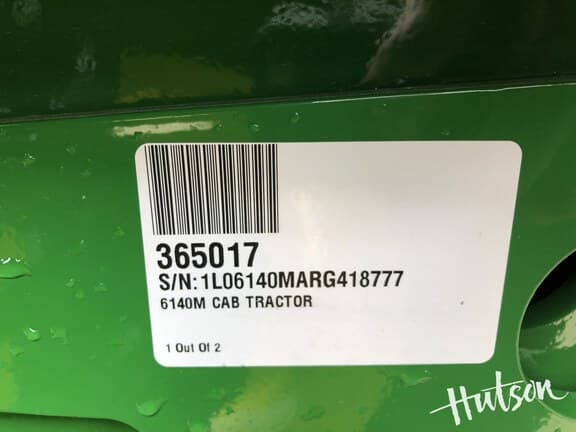 365017
S/N:1L06140MARG418777
6140M CAB TRACTOR
1 Out Of 2
Hutson